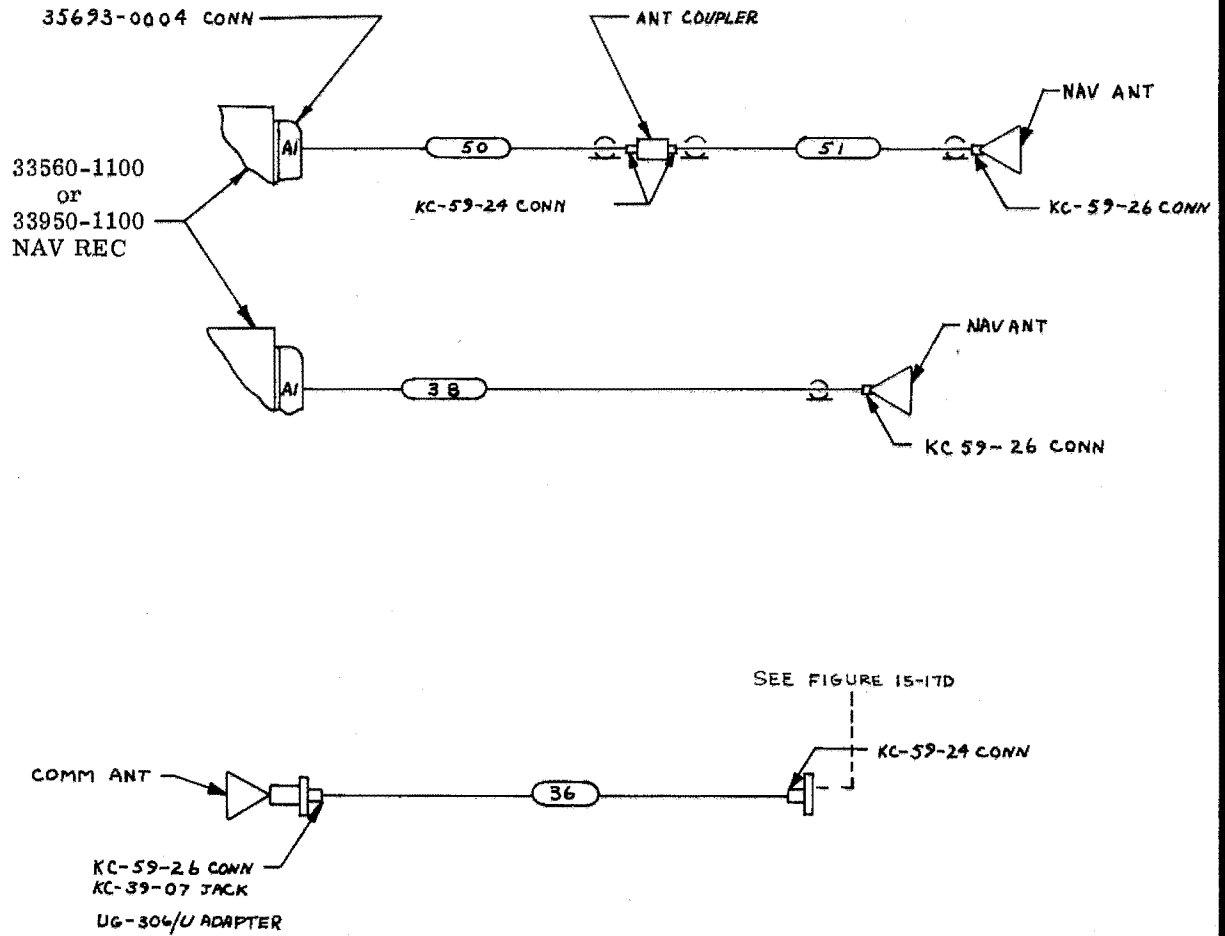 35693-0004 CONN
ANT COUPLER
NAV ANT
A1
50
51
33560-1100
or
33950-1100
NAV REC
KC-59-24 CONN
KC-59-26 CONN
NAV ANT
A1
38
KC 59-26 CONN
SEE FIGURE 15-17D
KC-59-24 CONN
COMM ANT
36
KC-59-26 CONN
KC-39-07 JACK
UG-306/U ADAPTER